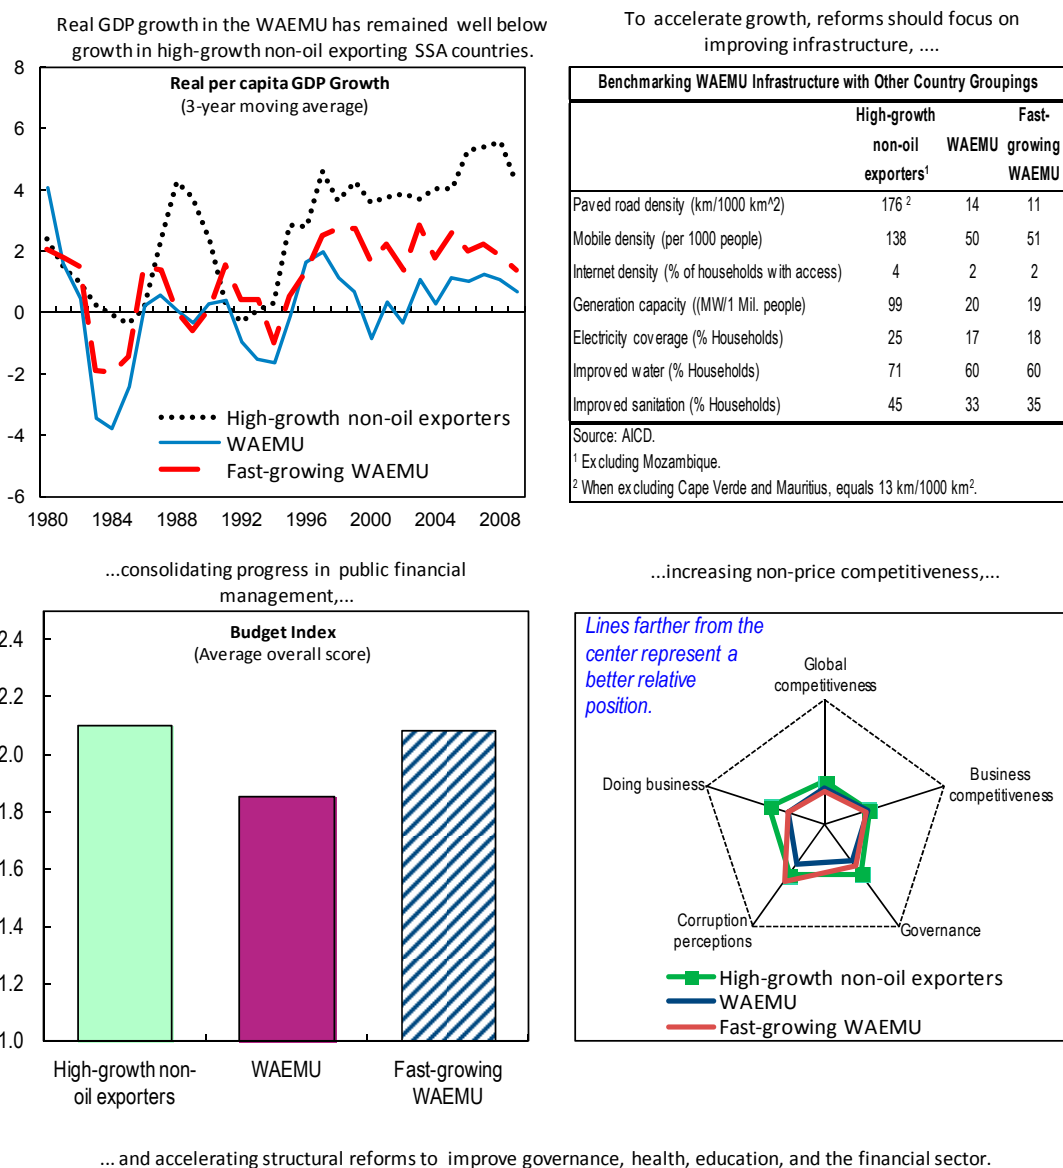 Real GDP growth in the WAEMU has remained well below
growth in high-growth non-oil exporting SSA countries.
Real per capita GDP Growth
(3-year moving average)
8
6
4
2
0
-2
-4
-6
1980 1984 1988 1992 1996 2000 2004 2008
High-growth non-oil exporters
WAEMU
Fast-growing WAEMU
To accelerate growth, reforms should focus on
improving infrastructure, ....
Benchmarking WAEMU Infrastructure with Other Country Groupings
High-growth non-oil exporters¹ WAEMU Fast-growing WAEMU
Paved road density (km/1000 km^2) 176 ² 14 11
Mobile density (per 1000 people) 138 50 51
Internet density (% of households with access) 4 2 2
Generation capacity ((MW/1 Mil. people) 99 20 19
Electricity coverage (% Households) 25 17 18
Improved water (% Households) 71 60 60
Improved sanitation (% Households) 45 33 35
Source: AICD.
¹ Excluding Mozambique.
² When excluding Cape Verde and Mauritius, equals 13 km/1000 km².
...consolidating progress in public financial
management,...
Budget Index
(Average overall score)
2.4
2.2
2.0
1.8
1.6
1.4
1.2
1.0
High-growth non-
oil exporters
WAEMU
Fast-growing
WAEMU
...increasing non-price competitiveness,...
Lines farther from the
center represent a
better relative
position.
Global
competitiveness
Business
competitiveness
Governance
Corruption
perceptions
Doing business
High-growth non-oil exporters
WAEMU
Fast-growing WAEMU
... and accelerating structural reforms to improve governance, health, education, and the financial sector.